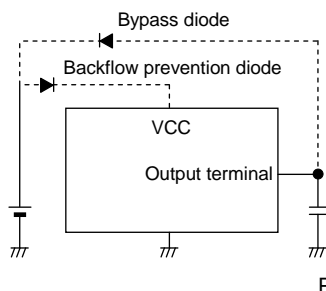 Bypass diode
Backflow prevention diode
VCC
Output terminal